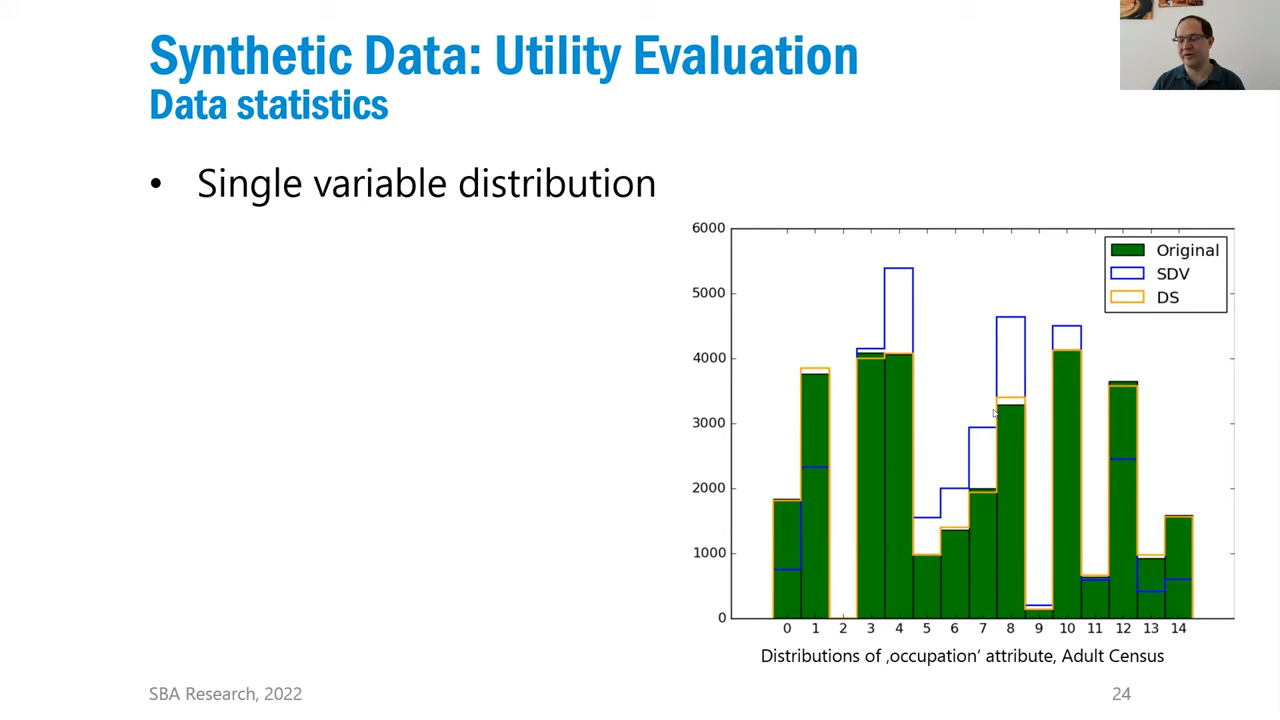 Synthetic Data: Utility Evaluation
Data statistics
• Single variable distribution
6000
5000
4000
3000
2000
1000
0
Original
SDV
DS
0 1 2 3 4 5 6 7 8 9 10 11 12 13 14
Distributions of ‚occupation‘ attribute, Adult Census
SBA Research, 2022
24